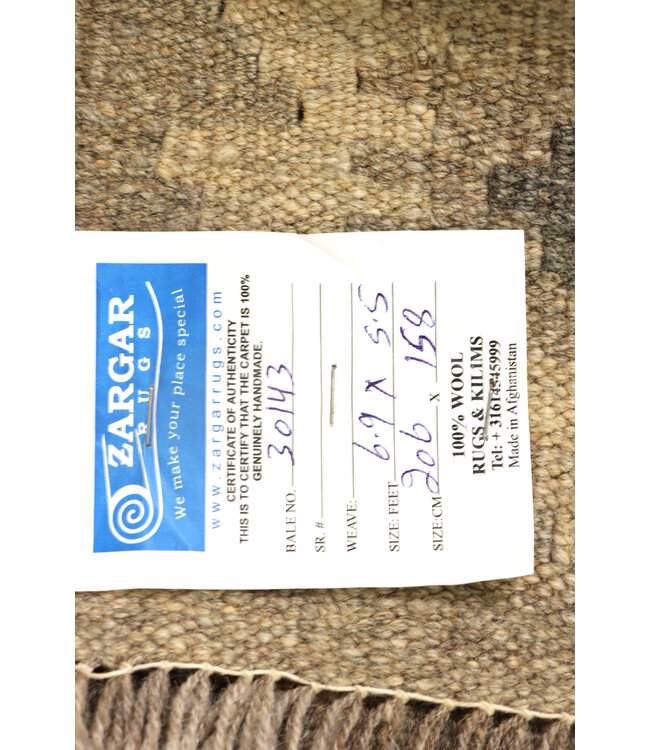 ZARGAR
RUGS
We make your place special
www.zargarrugs.com
CERTIFICATE OF AUTHENTICITY
THIS IS TO CERTIFY THAT THE CARPET IS 100%
GENUINELY HANDMADE.
BALE NO. 30143
SR. #
WEAVE:
SIZE: FEET 6.9 X 5.5
SIZE:CM 206 X 158
100% WOOL
RUGS & KILIMS
Tel: + 31614545999
Made in Afghanistan